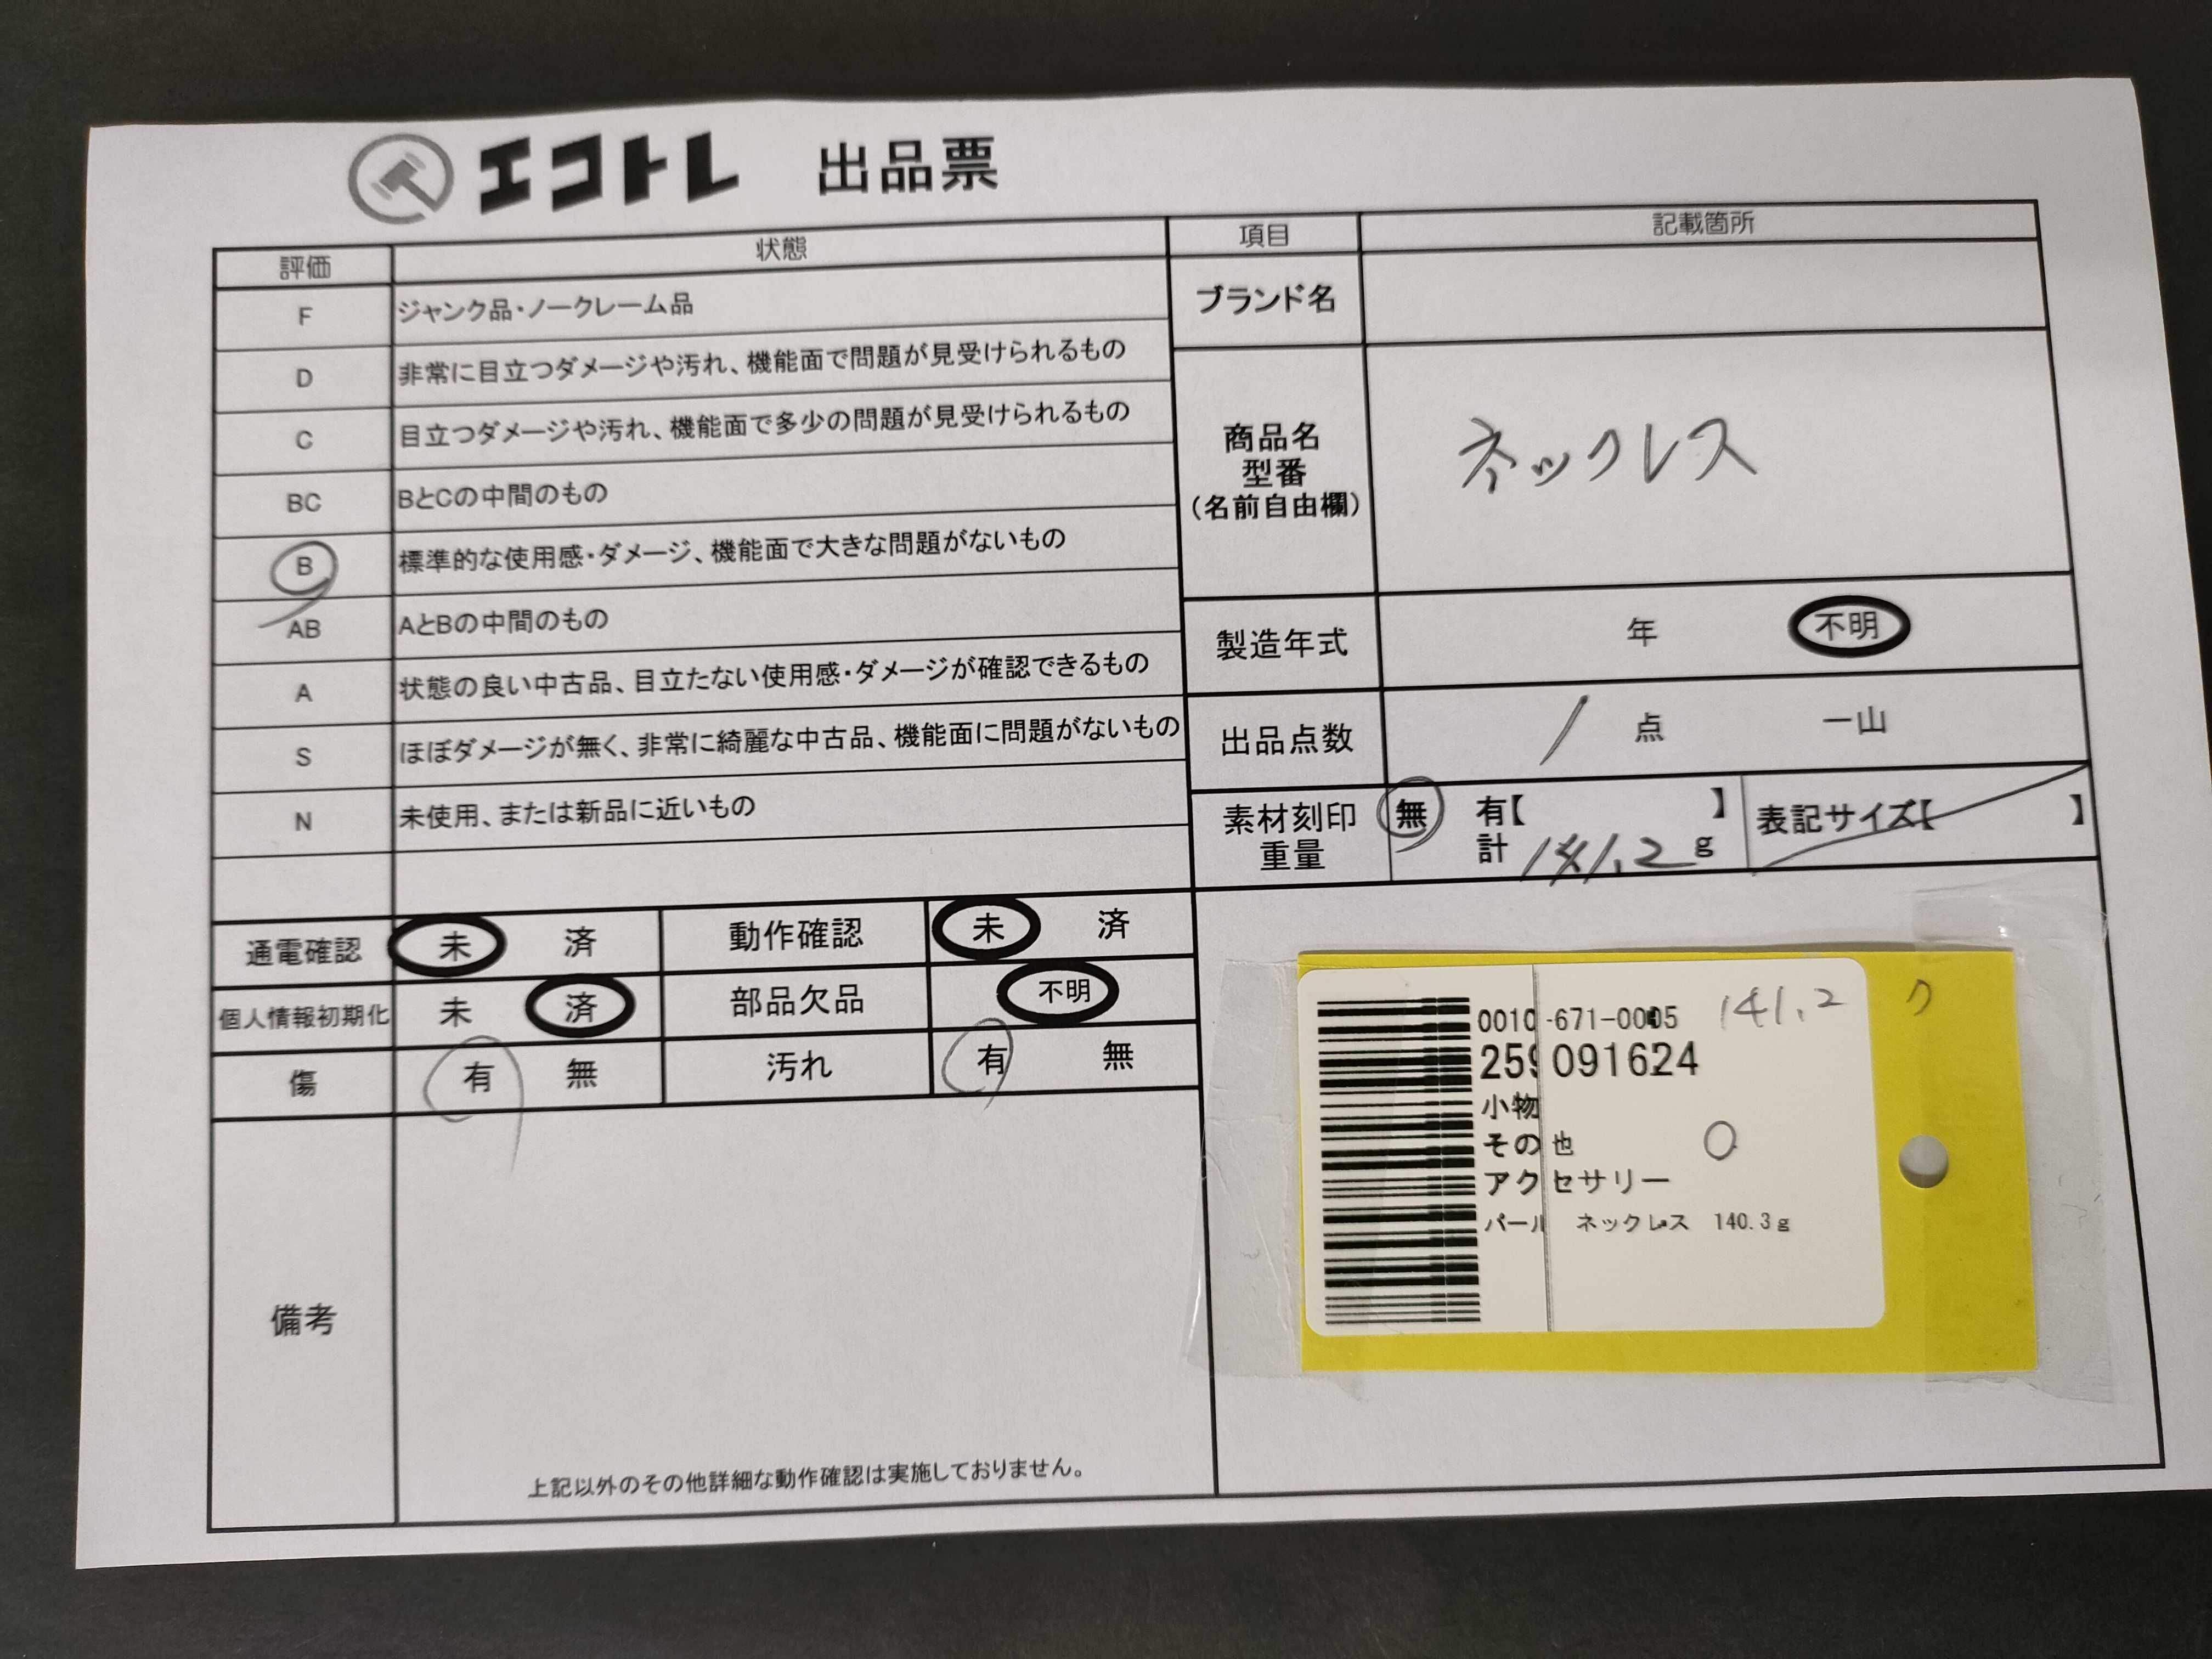 エコトレ 出品票
評価 状態
F ジャンク品・ノークレーム品
D 非常に目立つダメージや汚れ、機能面で問題が見受けられるもの
C 目立つダメージや汚れ、機能面で多少の問題が見受けられるもの
BC BとCの中間のもの
B 標準的な使用感・ダメージ、機能面で大きな問題がないもの
AB AとBの中間のもの
A 状態の良い中古品、目立たない使用感・ダメージが確認できるもの
S ほぼダメージが無く、非常に綺麗な中古品、機能面に問題がないもの
N 未使用、または新品に近いもの
通電確認 未 済 動作確認 未 済
個人情報初期化 未 済 部品欠品 不明
傷 有 無 汚れ 有 無
備考
上記以外のその他詳細な動作確認は実施しておりません。
項目 記載箇所
ブランド名
商品名
型番
(名前自由欄)
ネックレス
製造年式 年 不明
出品点数 1 点 一山
素材刻印 無 有【 】 表記サイズ【 】
重量 計 141.2 g
0010-671-0005 141.2 ク
259091624
小物
その他 O
アクセサリー
パール ネックレス 140.3g